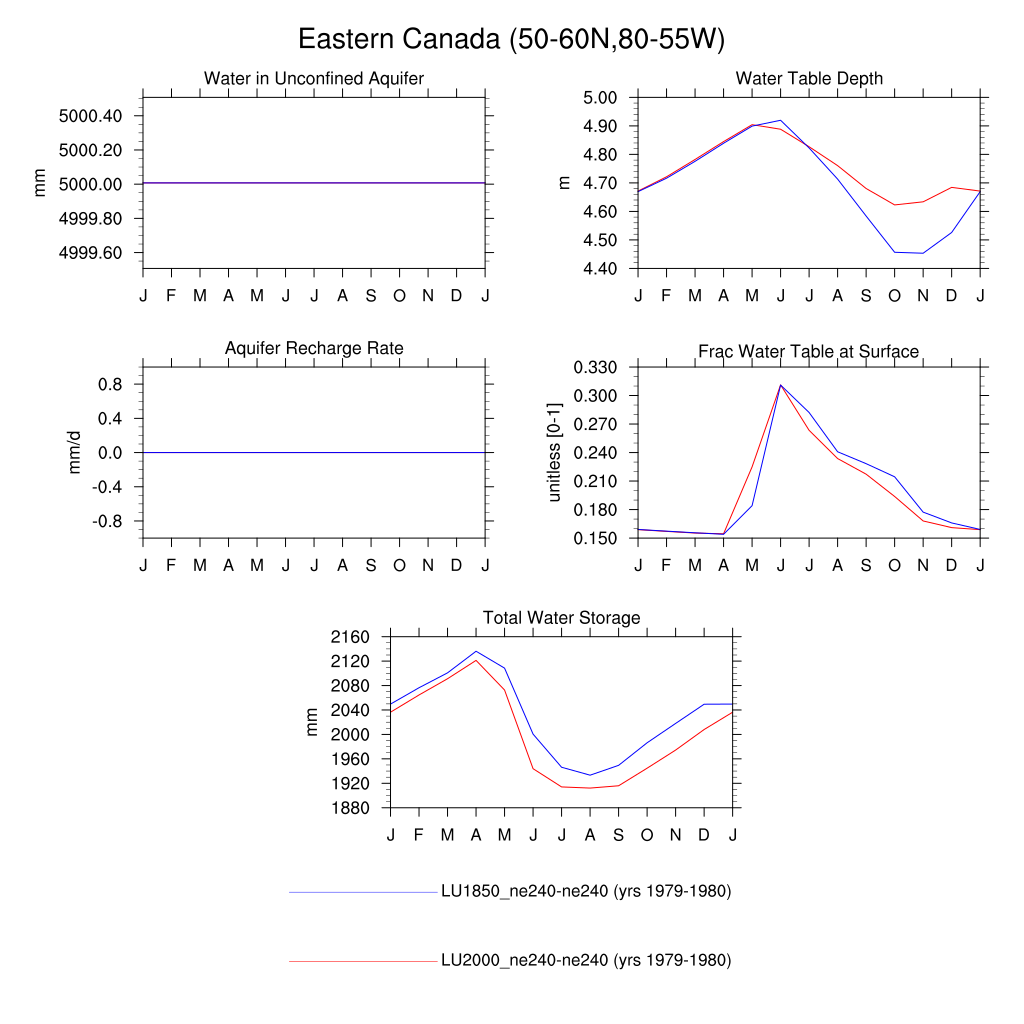 Eastern Canada (50-60N,80-55W)
Water in Unconfined Aquifer
5000.40
5000.20
5000.00
4999.80
4999.60
mm
J F M A M J J A S O N D J
Water Table Depth
5.00
4.90
4.80
4.70
4.60
4.50
4.40
m
J F M A M J J A S O N D J
Aquifer Recharge Rate
0.8
0.4
0.0
-0.4
-0.8
mm/d
J F M A M J J A S O N D J
Frac Water Table at Surface
0.330
0.300
0.270
0.240
0.210
0.180
0.150
unitless [0-1]
J F M A M J J A S O N D J
Total Water Storage
2160
2120
2080
2040
2000
1960
1920
1880
mm
J F M A M J J A S O N D J
LU1850_ne240-ne240 (yrs 1979-1980)
LU2000_ne240-ne240 (yrs 1979-1980)